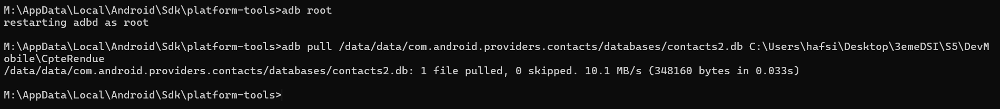 M:\AppData\Local\Android\Sdk\platform-tools>adb root
restarting adbd as root
M:\AppData\Local\Android\Sdk\platform-tools>adb pull /data/data/com.android.providers.contacts/databases/contacts2.db C:\Users\hafsi\Desktop\3emeDSI\S5\DevM
obile\CpteRendue
/data/data/com.android.providers.contacts/databases/contacts2.db: 1 file pulled, 0 skipped. 10.1 MB/s (348160 bytes in 0.033s)
M:\AppData\Local\Android\Sdk\platform-tools>